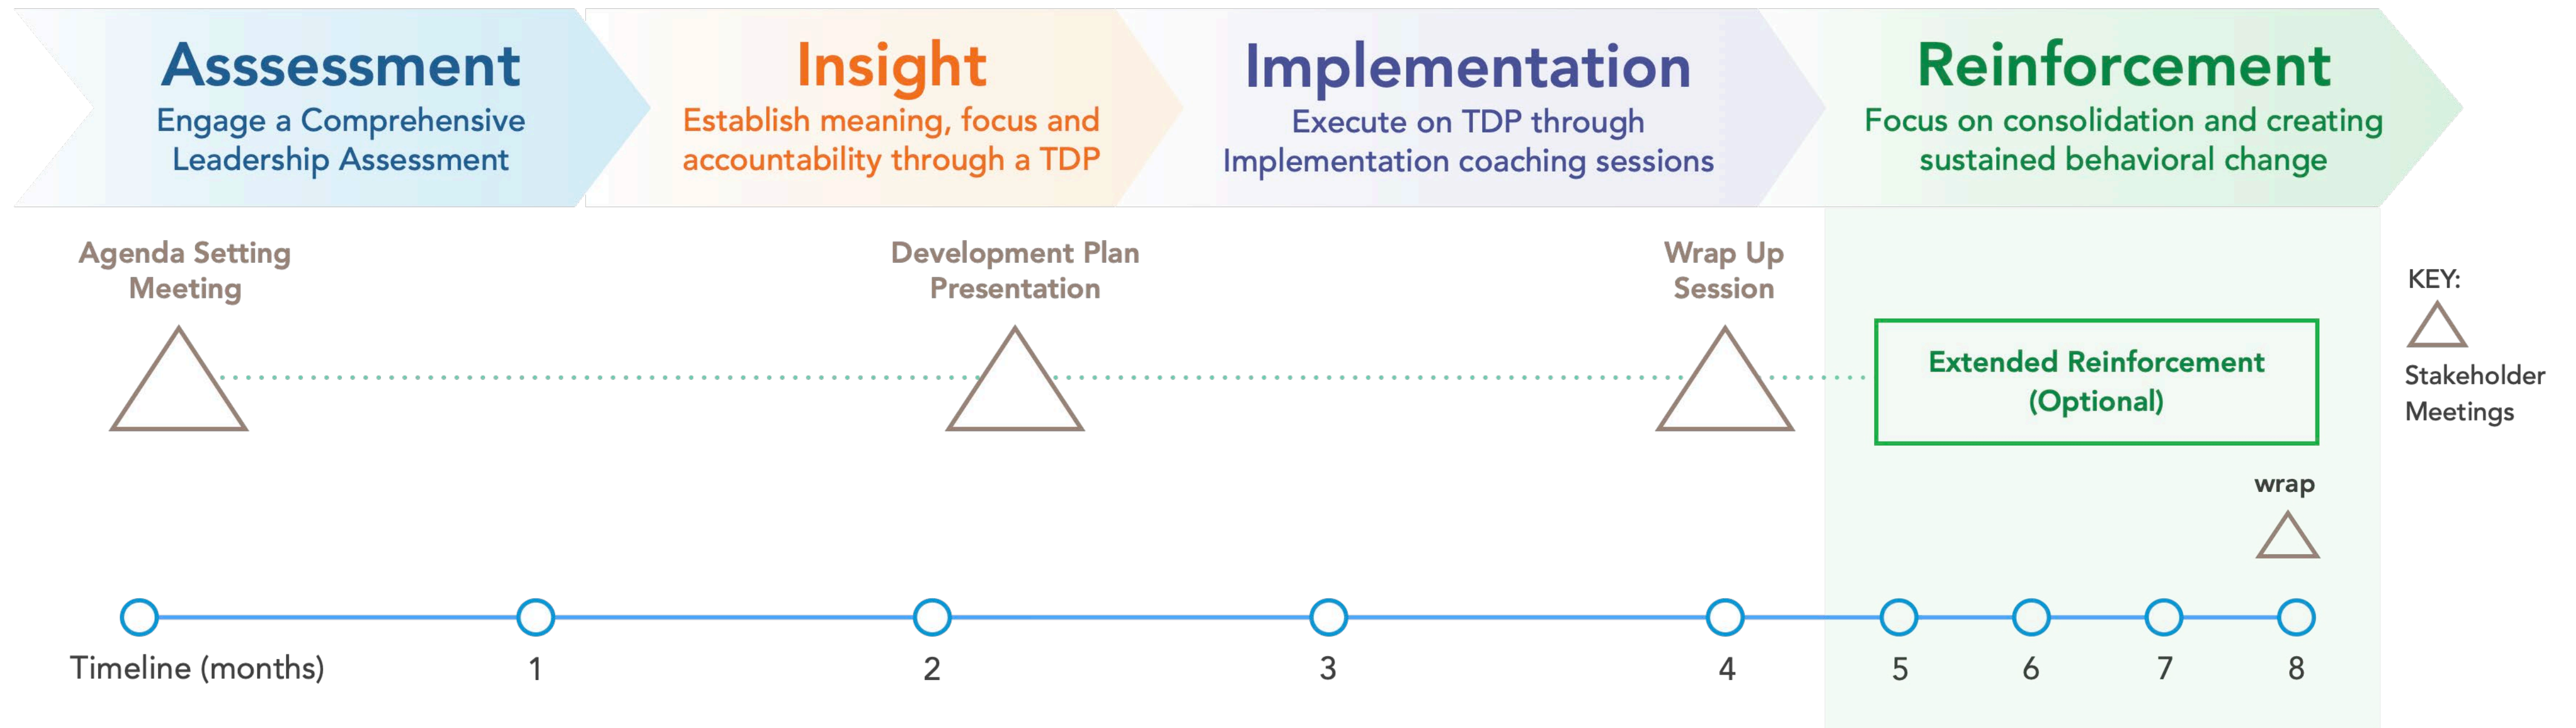 Asssessment
Engage a Comprehensive
Leadership Assessment
Insight
Establish meaning, focus and
accountability through a TDP
Implementation
Execute on TDP through
Implementation coaching sessions
Reinforcement
Focus on consolidation and creating
sustained behavioral change
Agenda Setting
Meeting
Development Plan
Presentation
Wrap Up
Session
Extended Reinforcement
(Optional)
KEY:
Stakeholder
Meetings
wrap
Timeline (months) 1 2 3 4 5 6 7 8